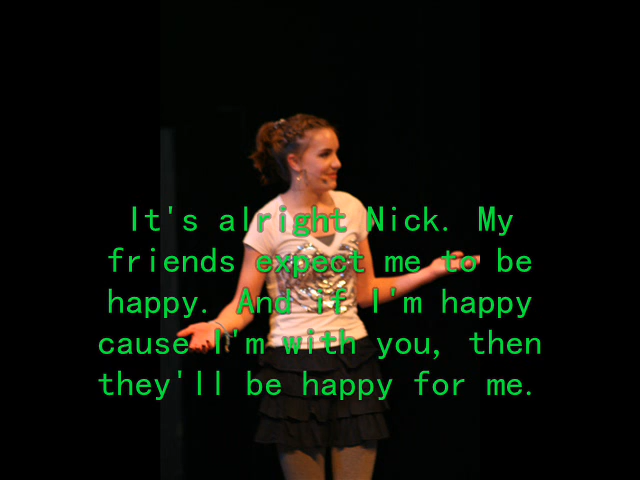 It's alright Nick. My
friends expect me to be
happy. And if I'm happy
cause I'm with you, then
they'll be happy for me.